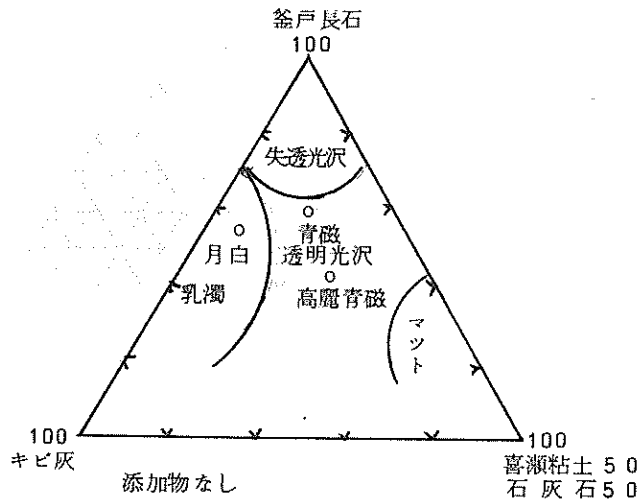 釜戸長石
100
失透光沢
青磁
月白 透明光沢
乳濁 高麗青磁
マット
100
キビ灰
100
喜瀬粘土50
石灰石50
添加物なし